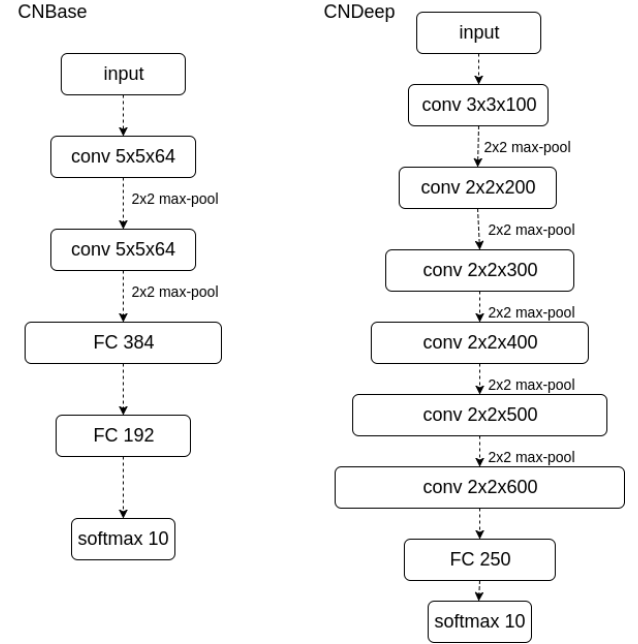 CNBase
input
conv 5x5x64
2x2 max-pool
conv 5x5x64
2x2 max-pool
FC 384
FC 192
softmax 10
CNDeep
input
conv 3x3x100
2x2 max-pool
conv 2x2x200
2x2 max-pool
conv 2x2x300
2x2 max-pool
conv 2x2x400
2x2 max-pool
conv 2x2x500
2x2 max-pool
conv 2x2x600
FC 250
softmax 10